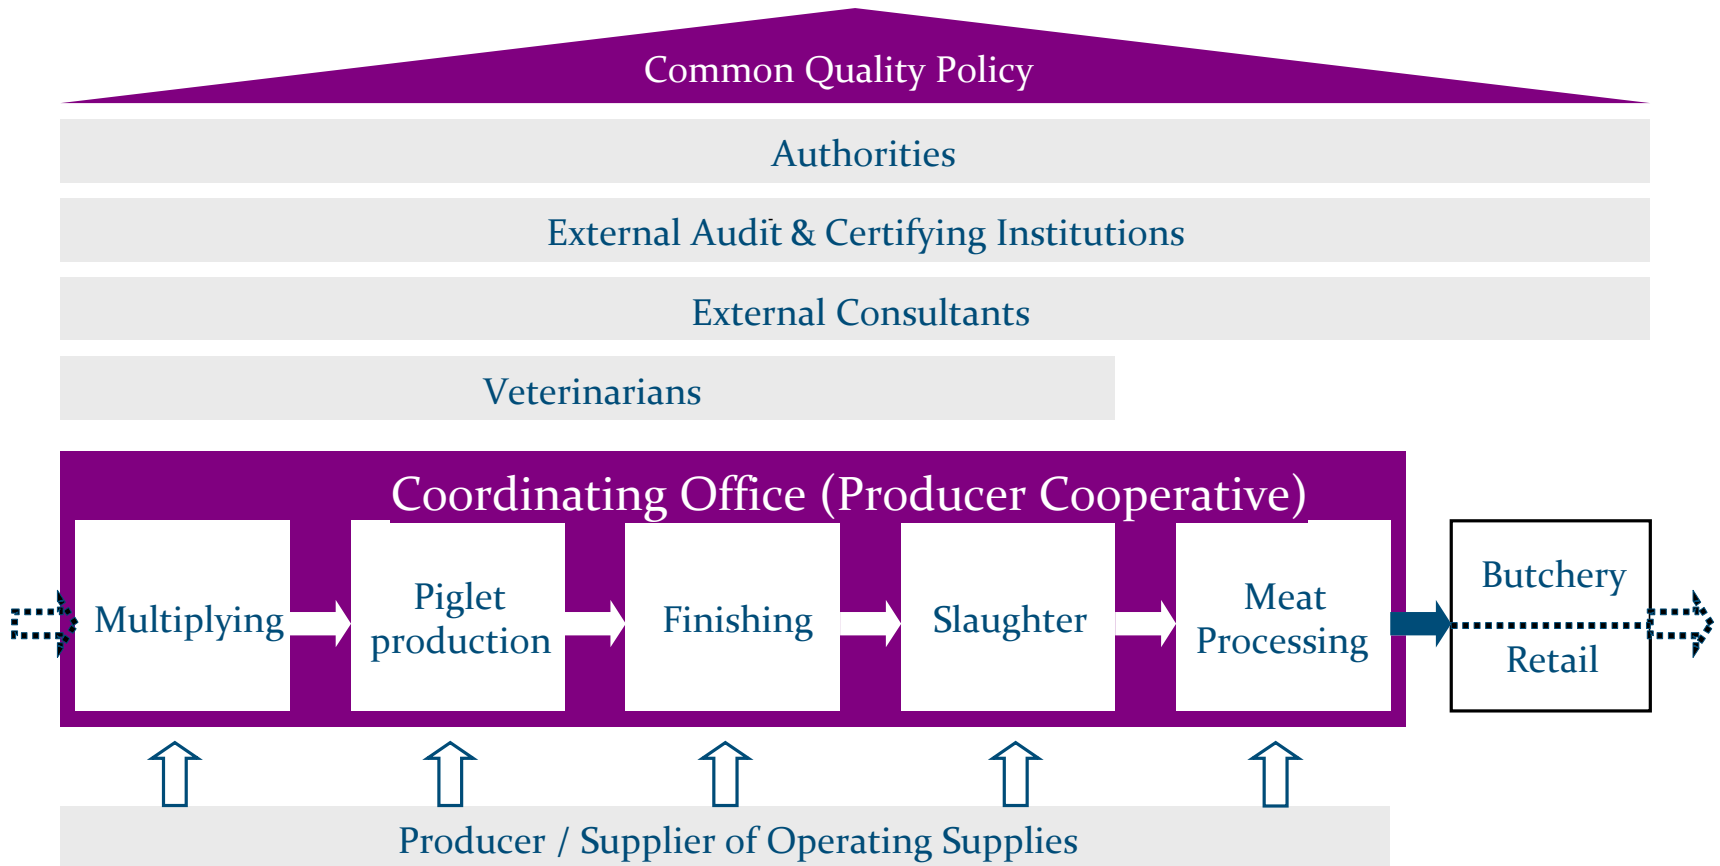 Common Quality Policy
Authorities
External Audit & Certifying Institutions
External Consultants
Veterinarians
Coordinating Office (Producer Cooperative)
Multiplying
Piglet
production
Finishing
Slaughter
Meat
Processing
Butchery
Retail
Producer / Supplier of Operating Supplies